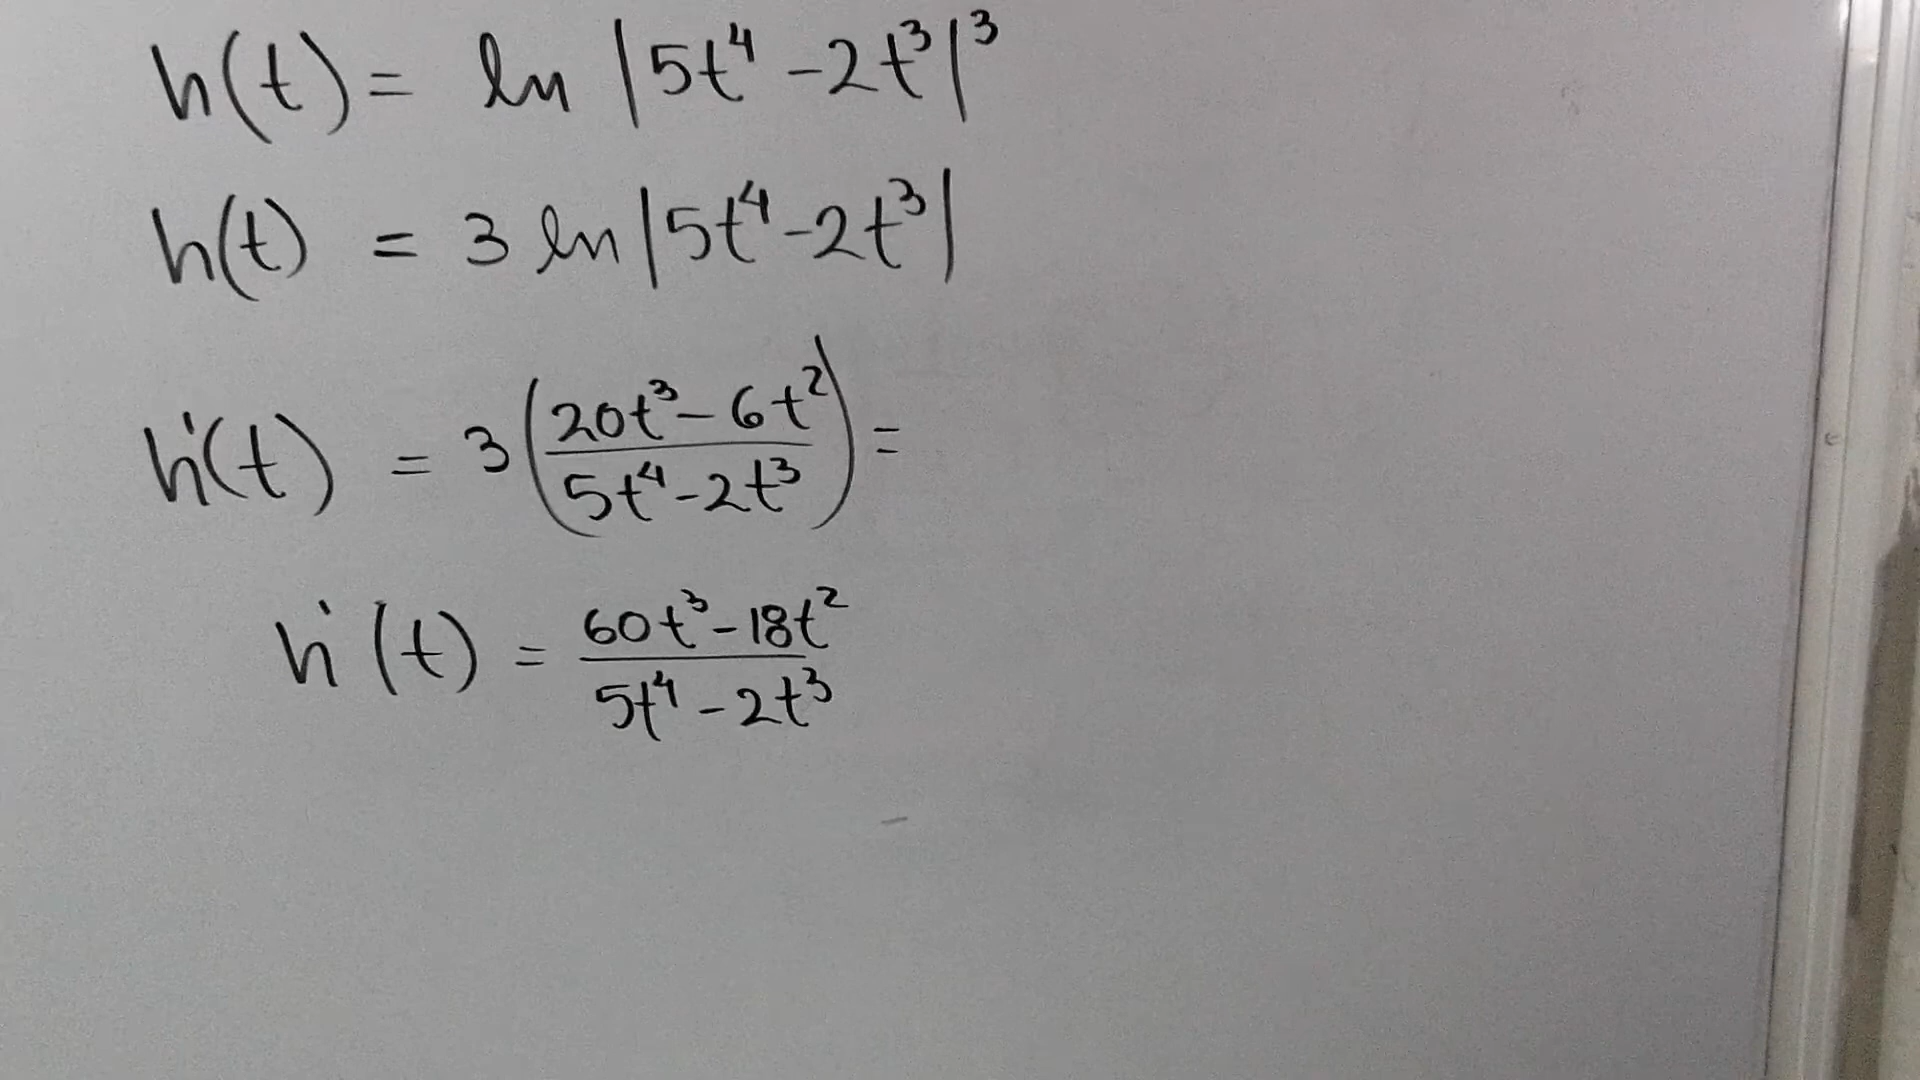 h(t) = ln |5t⁴ - 2t³|³
h(t) = 3 ln |5t⁴ - 2t³|
h'(t) = 3 ( (20t³ - 6t²) / (5t⁴ - 2t³) ) =
h'(t) = (60t³ - 18t²) / (5t⁴ - 2t³)